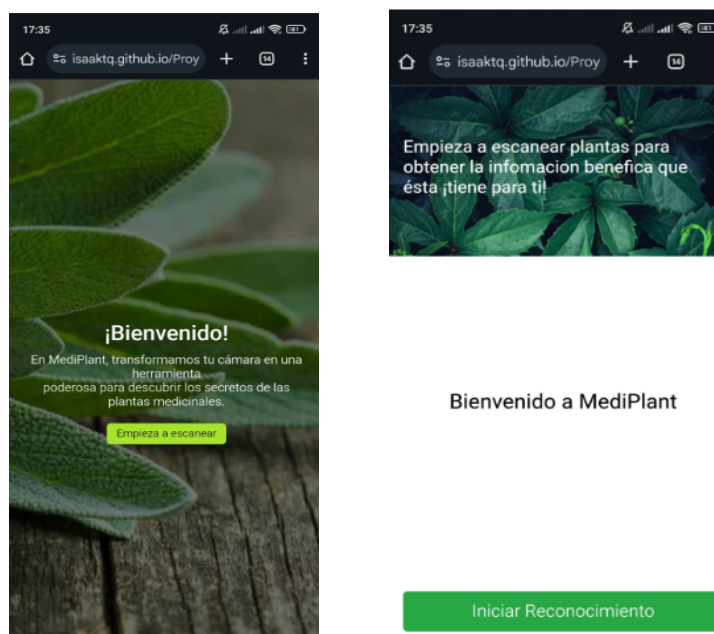 17:35
isaaktq.github.io/Proy
14
¡Bienvenido!
En MediPlant, transformamos tu cámara en una
herramienta
poderosa para descubrir los secretos de las
plantas medicinales.
Empieza a escanear
17:35
isaaktq.github.io/Proy
14
Empieza a escanear plantas para
obtener la infomacion benefica que
ésta ¡tiene para ti!
Bienvenido a MediPlant
Iniciar Reconocimiento